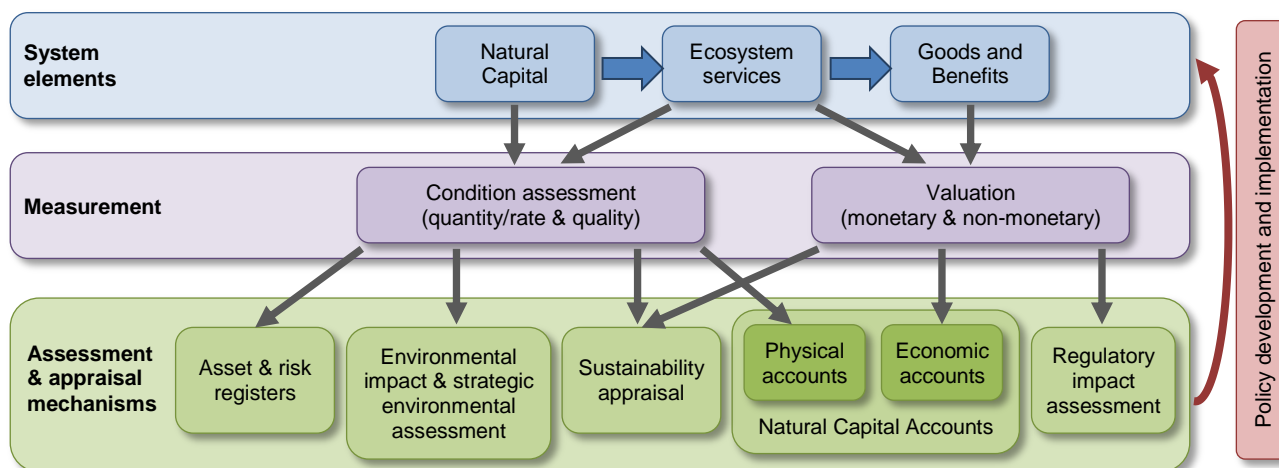 System
elements
Natural
Capital
Ecosystem
services
Goods and
Benefits
Measurement
Condition assessment
(quantity/rate & quality)
Valuation
(monetary & non-monetary)
Assessment
& appraisal
mechanisms
Asset & risk
registers
Environmental
impact & strategic
environmental
assessment
Sustainability
appraisal
Physical
accounts
Economic
accounts
Natural Capital Accounts
Regulatory
impact
assessment
Policy development and implementation